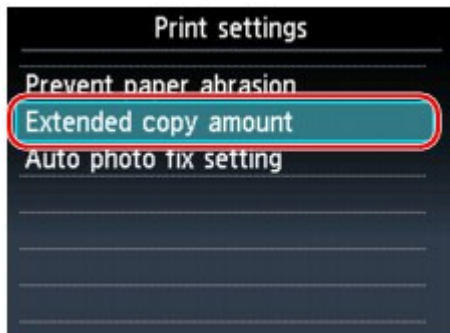 Print settings
Prevent paper abrasion
Extended copy amount
Auto photo fix setting